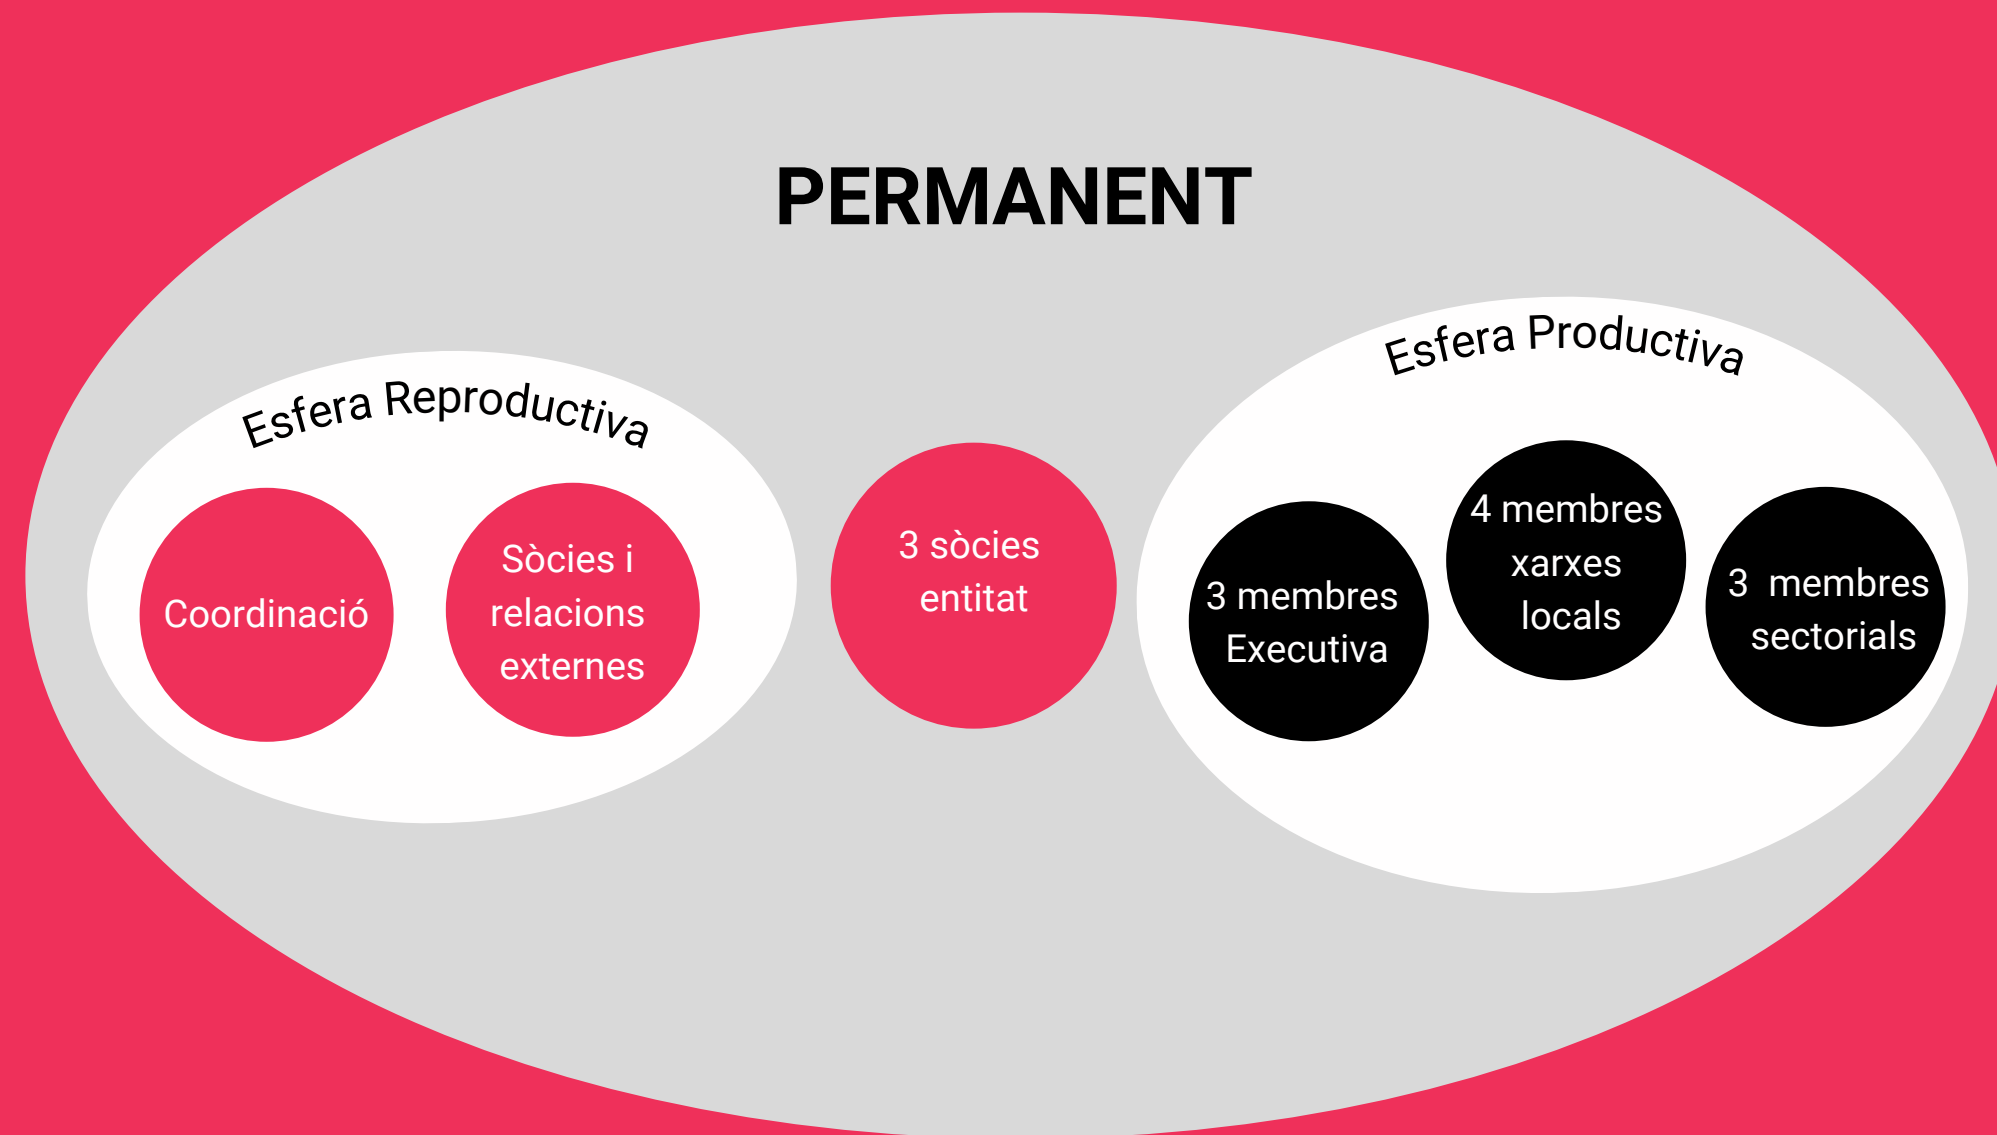 PERMANENT
Esfera Reproductiva
Coordinació
Sòcies i
relacions
externes
3 sòcies
entitat
Esfera Productiva
3 membres
Executiva
4 membres
xarxes
locals
3 membres
sectorials